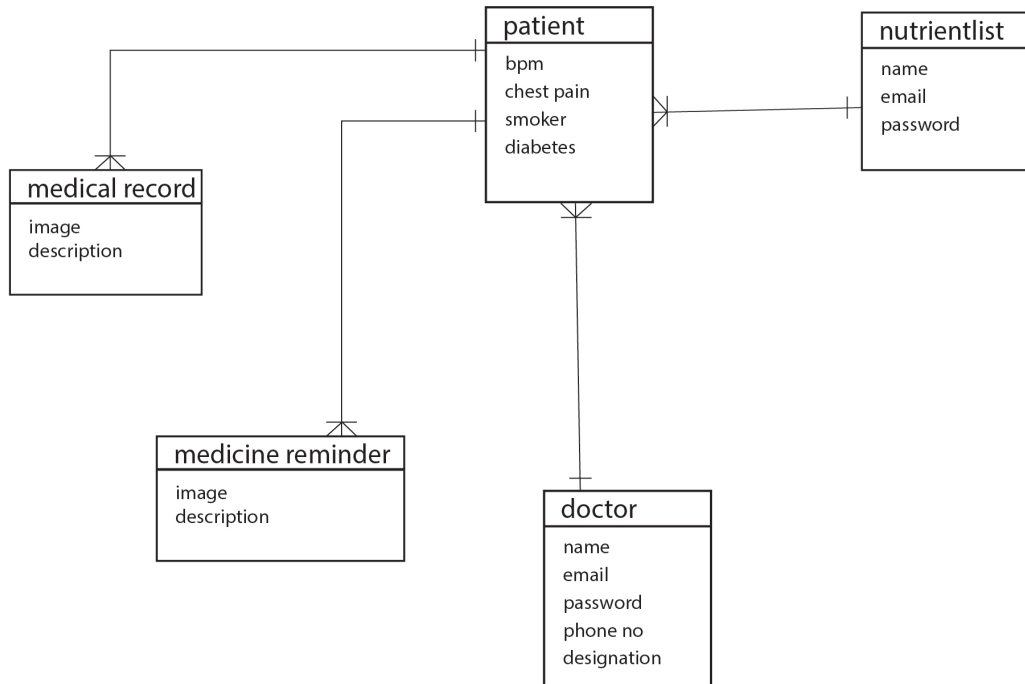 patient
bpm
chest pain
smoker
diabetes
nutrientlist
name
email
password
medical record
image
description
medicine reminder
image
description
doctor
name
email
password
phone no
designation